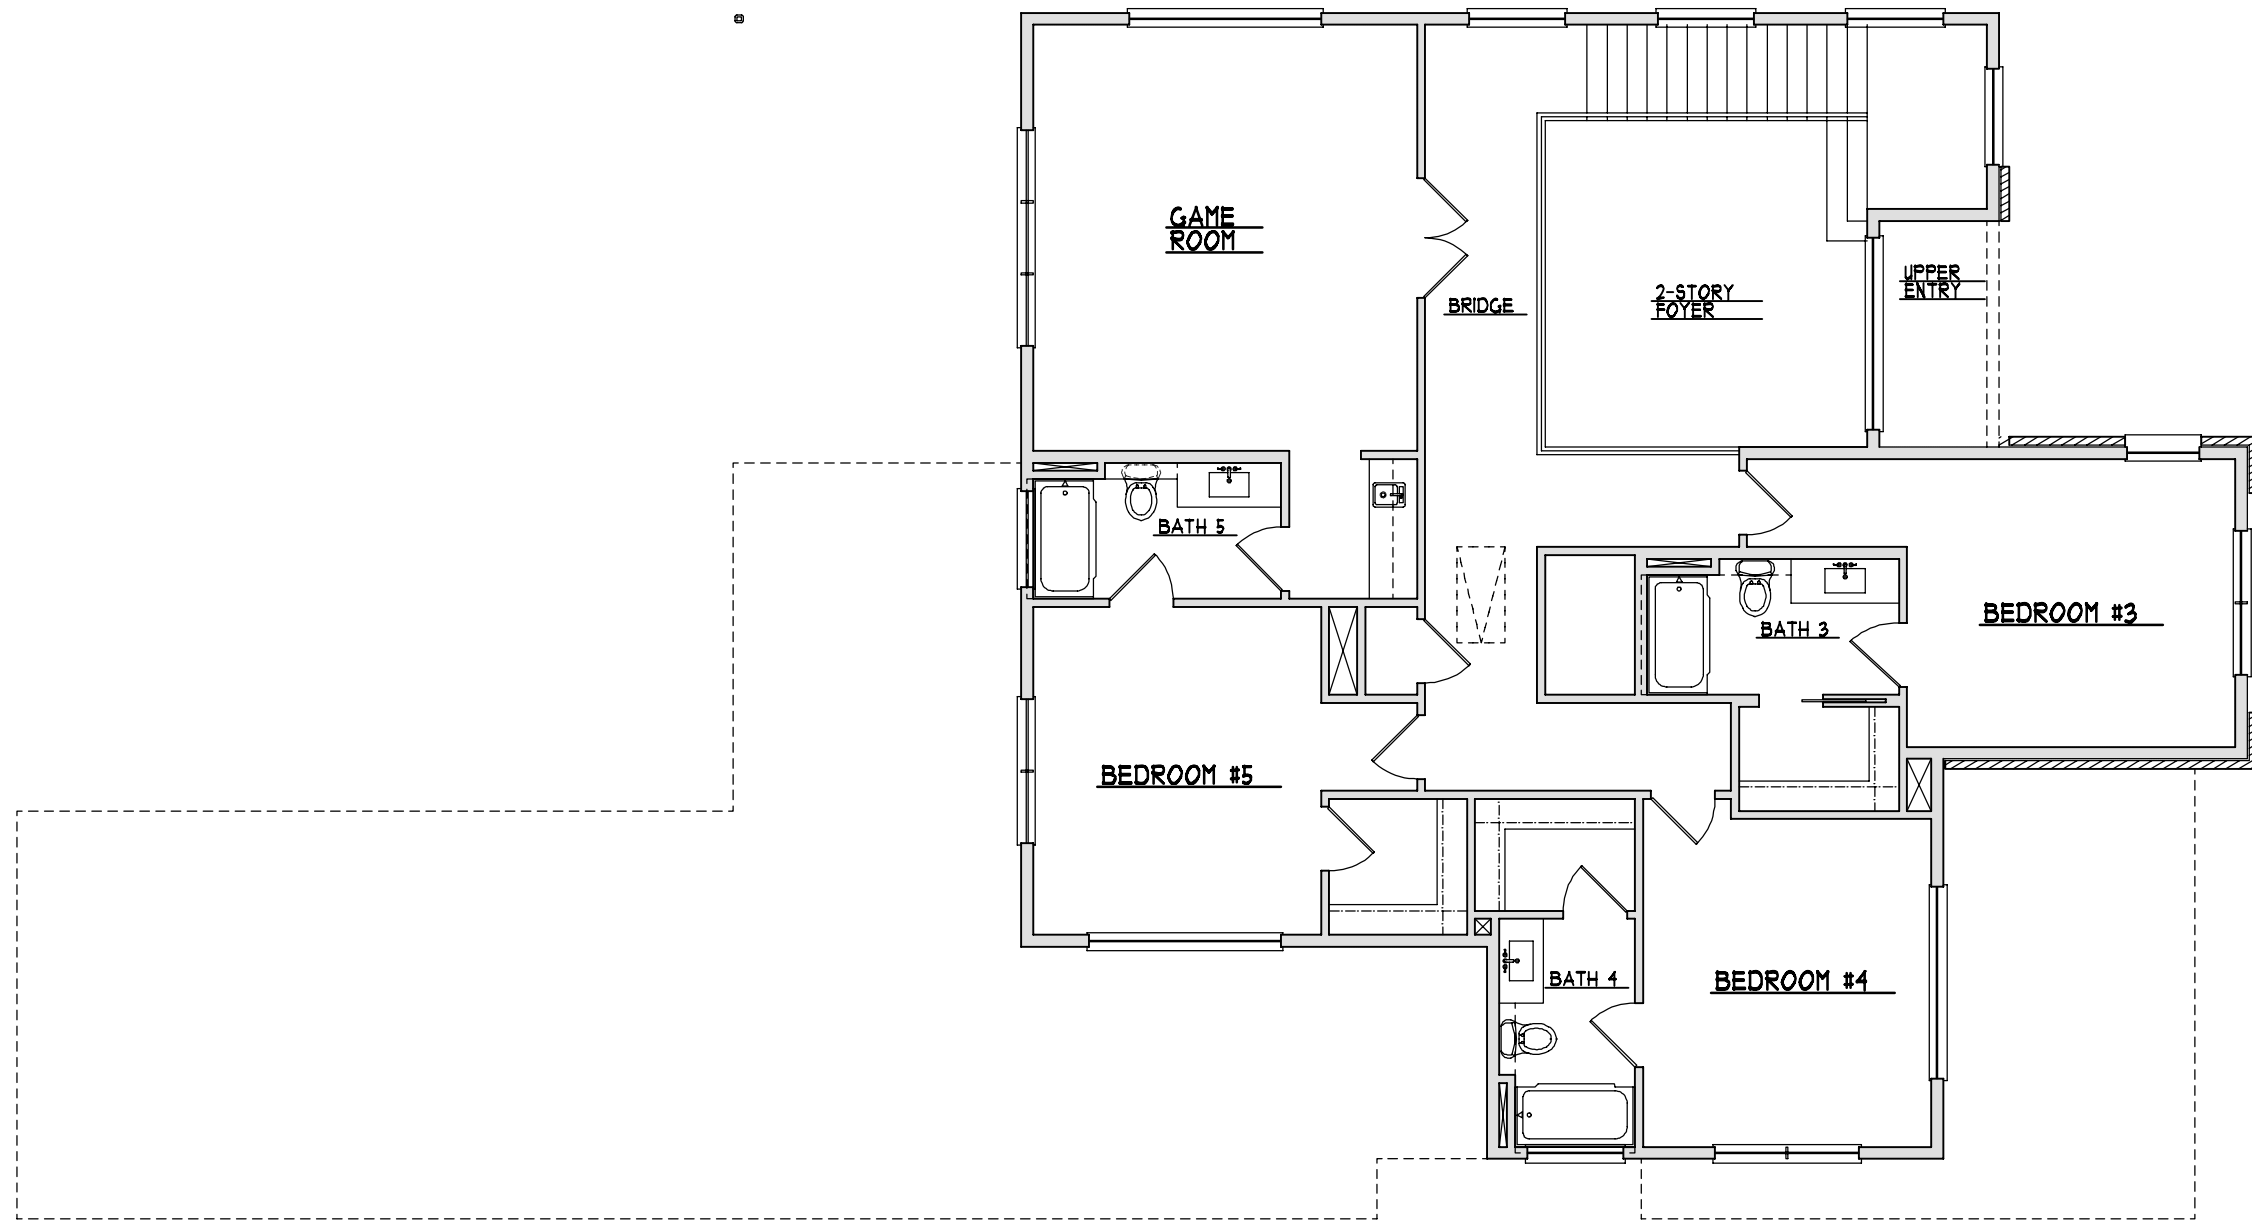 GAME
ROOM
UPPER
ENTRY
2-STORY
FOYER
BRIDGE
BATH 5
BEDROOM #3
BATH 3
BEDROOM #5
BATH 4
BEDROOM #4